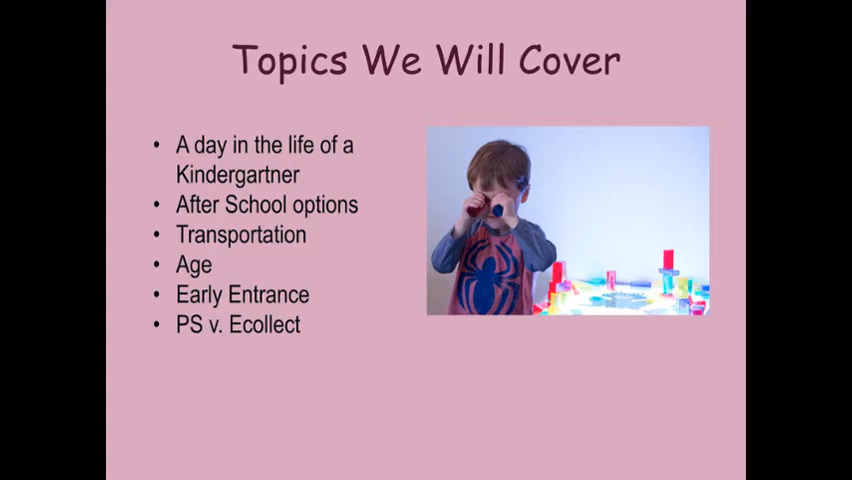 Topics We Will Cover
• A day in the life of a
Kindergartner
• After School options
• Transportation
• Age
• Early Entrance
• PS v. Ecollect